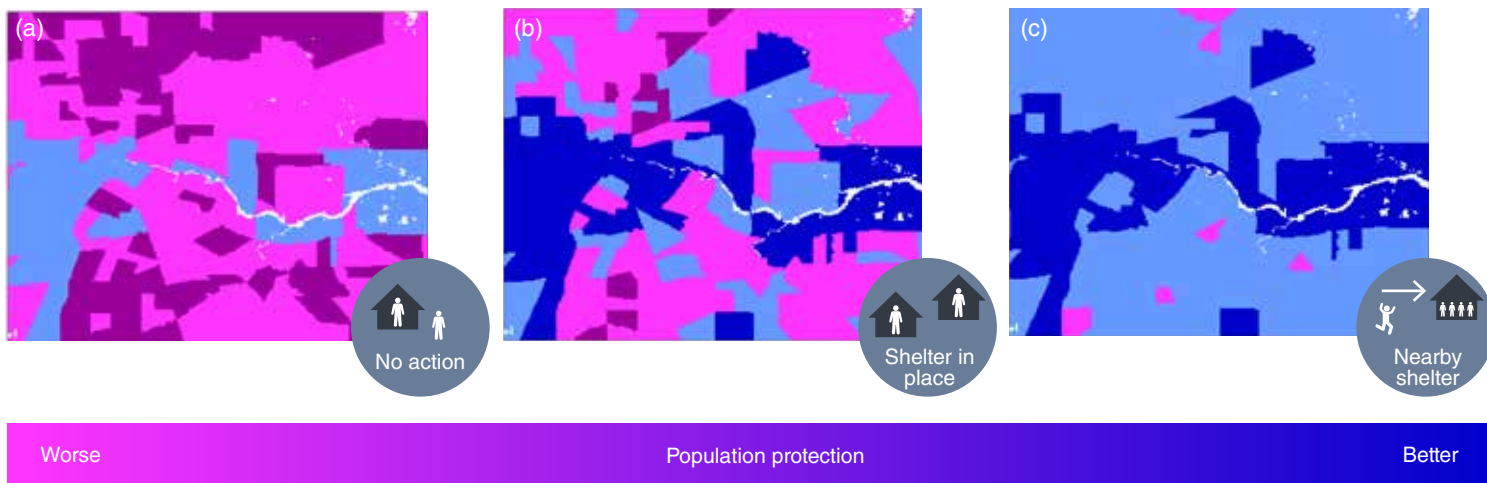 (a)
(b)
(c)
No action
Shelter in
place
Nearby
shelter
Worse
Population protection
Better